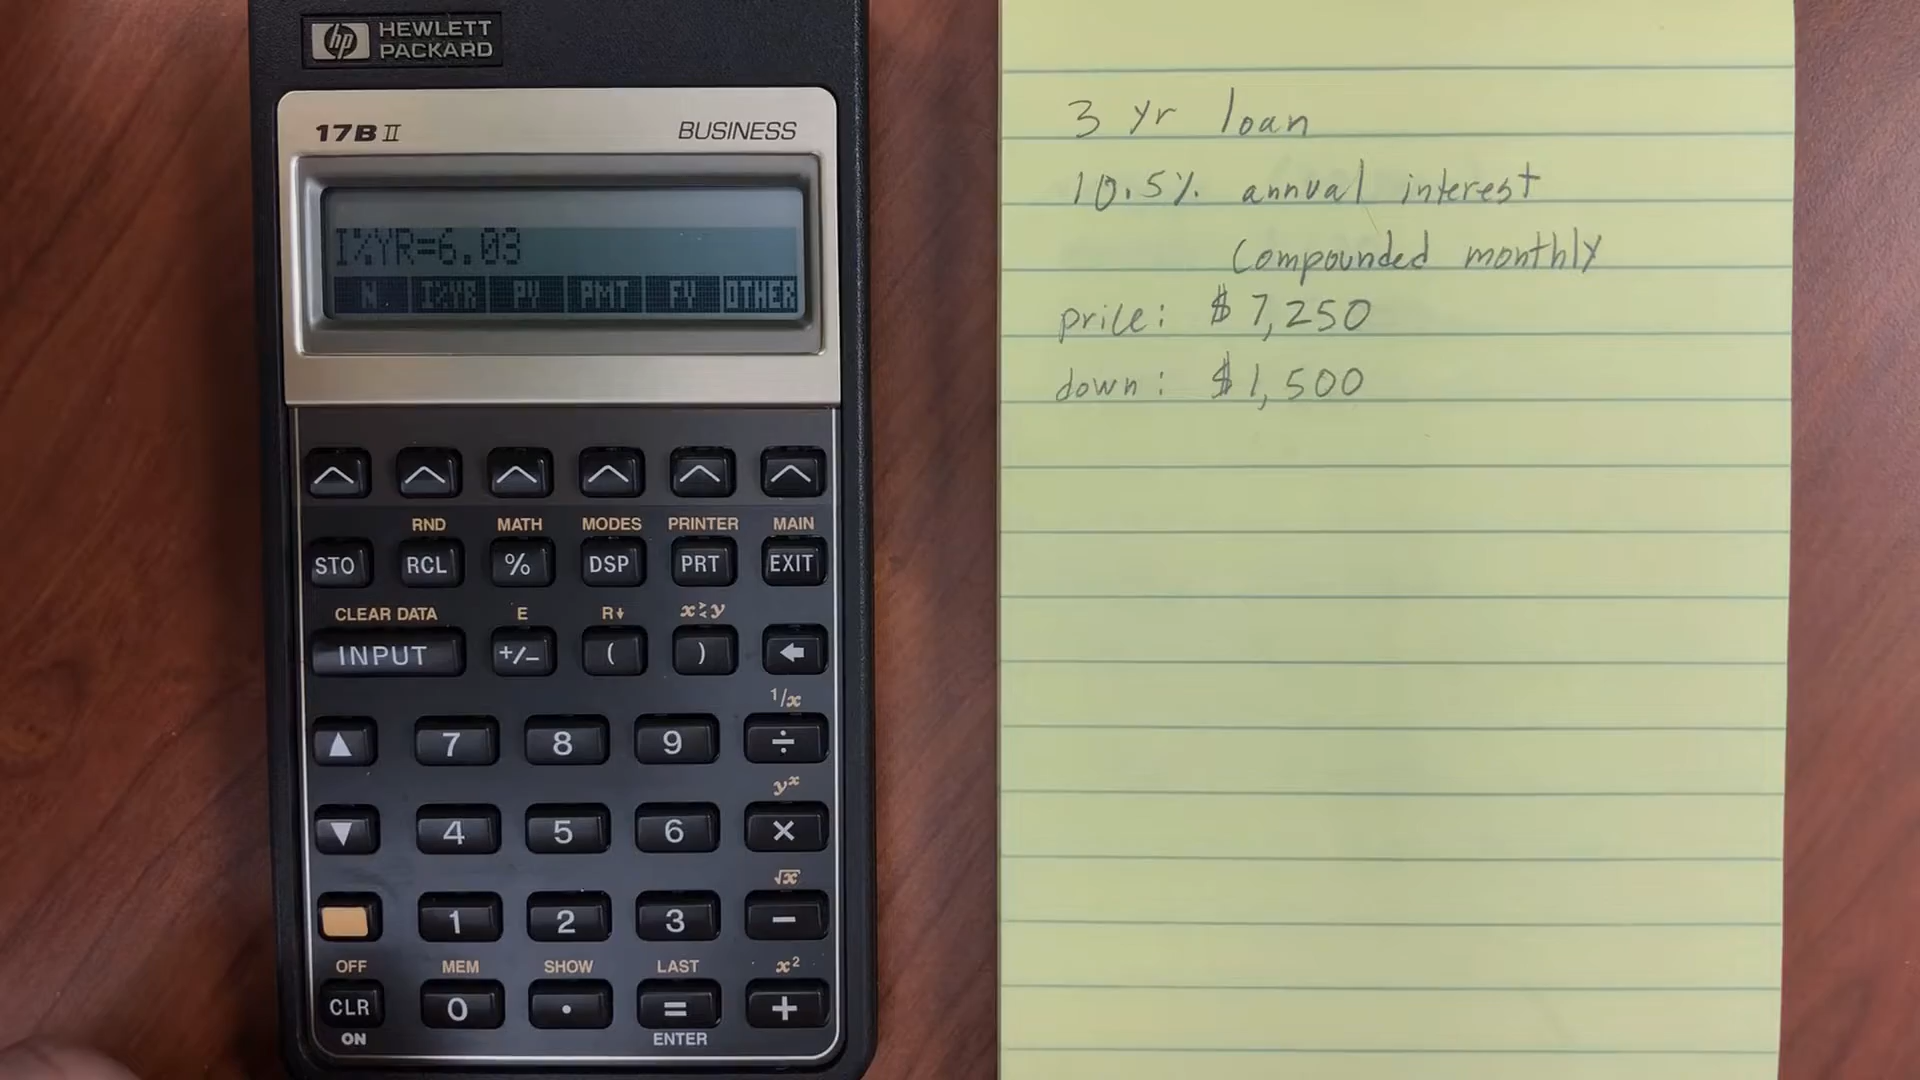 hp HEWLETT
PACKARD
17BII BUSINESS
I%YR=6.03
N I%YR PV PMT FV OTHER
RND MATH MODES PRINTER MAIN
STO RCL % DSP PRT EXIT
CLEAR DATA E R↓ x≷y
INPUT +/- ( ) ←
1/x
▲ 7 8 9 ÷
yˣ
▼ 4 5 6 ×
√x
1 2 3 −
OFF MEM SHOW LAST x²
CLR 0 . = +
ON ENTER
3 yr loan
10.5% annual interest
compounded monthly
price: $7,250
down: $1,500